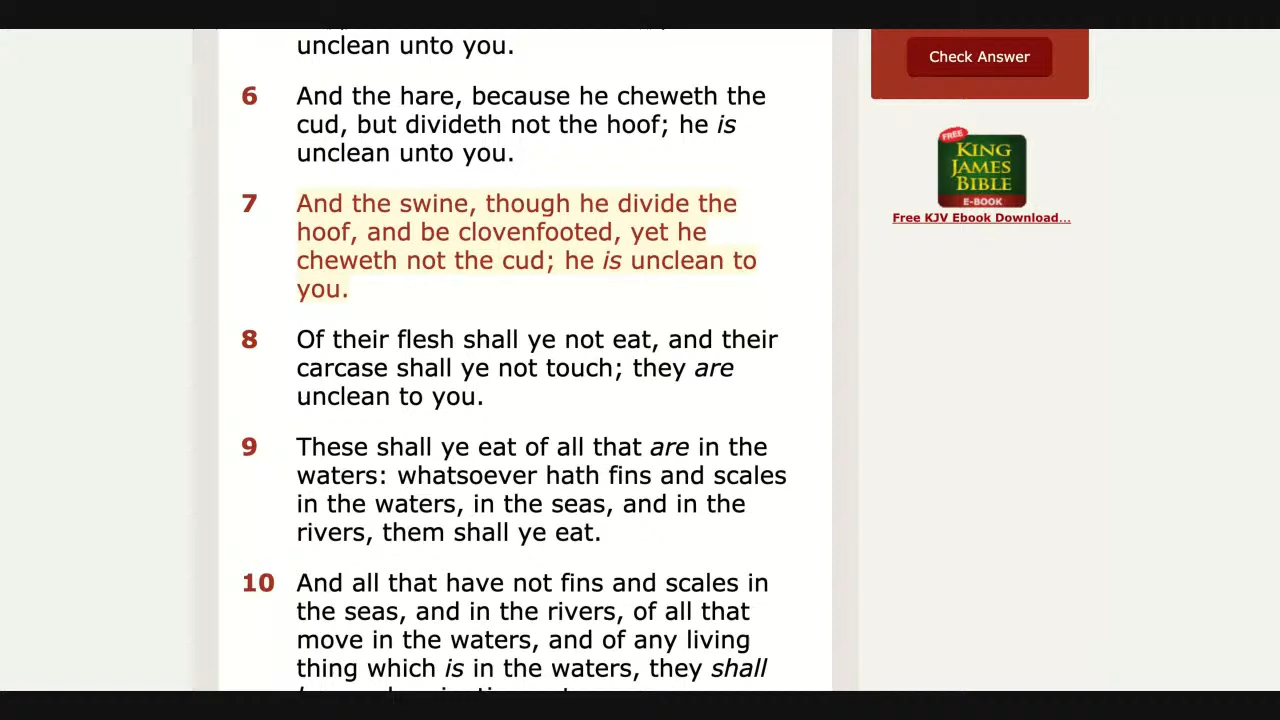 unclean unto you.
6 And the hare, because he cheweth the
cud, but divideth not the hoof; he is
unclean unto you.
7 And the swine, though he divide the
hoof, and be clovenfooted, yet he
cheweth not the cud; he is unclean to
you.
8 Of their flesh shall ye not eat, and their
carcase shall ye not touch; they are
unclean to you.
9 These shall ye eat of all that are in the
waters: whatsoever hath fins and scales
in the waters, in the seas, and in the
rivers, them shall ye eat.
10 And all that have not fins and scales in
the seas, and in the rivers, of all that
move in the waters, and of any living
thing which is in the waters, they shall
Check Answer
FREE
KING
JAMES
BIBLE
E-BOOK
Free KJV Ebook Download...